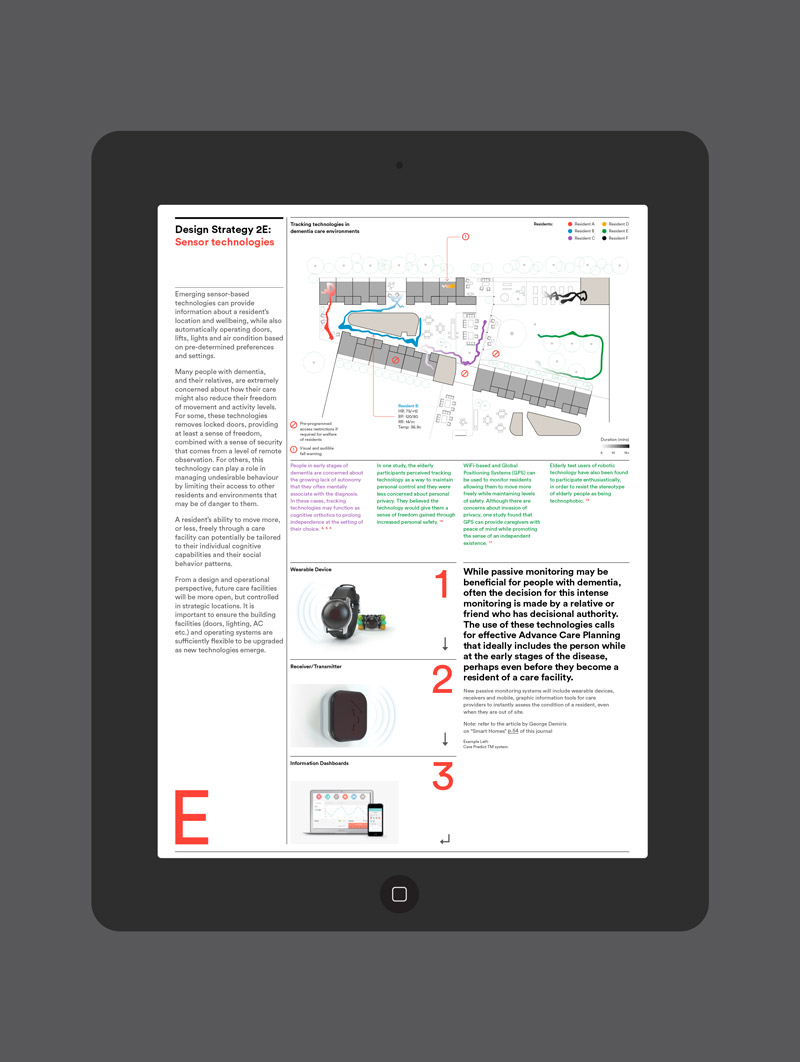 Design Strategy 2E:
Sensor technologies
Emerging sensor-based
technologies can provide
information about a resident's
location and wellbeing, while also
automatically operating doors,
lifts, lights and air condition based
on pre-determined preferences
and settings.
Many people with dementia,
and their relatives, are extremely
concerned about how their care
might also reduce their freedom
of movement and activity levels.
For some, these technologies
removes locked doors, providing
at least a sense of freedom,
combined with a sense of security
that comes from a level of remote
observation. For others, this
technology can play a role in
managing undesirable behaviour
by limiting their access to other
residents and environments that
may be of danger to them.
A resident's ability to move more,
or less, freely through a care
facility can potentially be tailored
to their individual cognitive
capabilities and their social
behavior patterns.
From a design and operational
perspective, future care facilities
will be more open, but controlled
in strategic locations. It is
important to ensure the building
facilities (doors, lighting, AC
etc.) and operating systems are
sufficiently flexible to be upgraded
as new technologies emerge.
E
Tracking technologies in
dementia care environments
Residents:
Resident A
Resident B
Resident C
Resident D
Resident E
Resident F
Resident B
HR: 75/+12
BP: 120/80
RR: 14/m
Temp: 36.9c
Pre-programmed
access restrictions if
required for welfare
of residents
Visual and audible
fall warning
Duration (mins)
People in early stages of
dementia are concerned about
the growing lack of autonomy
that they often mentally
associate with the diagnosis.
In these cases, tracking
technologies may function as
cognitive orthotics to prolong
independence at the setting of
their choice.
In one study, the elderly
participants perceived tracking
technology as a way to maintain
personal control and they were
less concerned about personal
privacy. They believed the
technology would give them a
sense of freedom gained through
increased personal safety.
WiFi-based and Global
Positioning Systems (GPS) can
be used to monitor residents
allowing them to move more
freely while maintaining levels
of safety. Although there are
concerns about invasion of
privacy, one study found that
GPS can provide caregivers with
peace of mind while promoting
the sense of an independent
existence.
Elderly test users of robotic
technology have also been found
to participate enthusiastically,
in order to resist the stereotype
of elderly people as being
technophobic.
Wearable Device
1
Receiver/Transmitter
2
Information Dashboards
3
While passive monitoring may be
beneficial for people with dementia,
often the decision for this intense
monitoring is made by a relative or
friend who has decisional authority.
The use of these technologies calls
for effective Advance Care Planning
that ideally includes the person while
at the early stages of the disease,
perhaps even before they become a
resident of a care facility.
New passive monitoring systems will include wearable devices,
receivers and mobile, graphic information tools for care
providers to instantly assess the condition of a resident, even
when they are out of site.
Note: refer to the article by George Demiris
on "Smart Homes" p.64 of this journal
Example Left:
Care Predict TM system